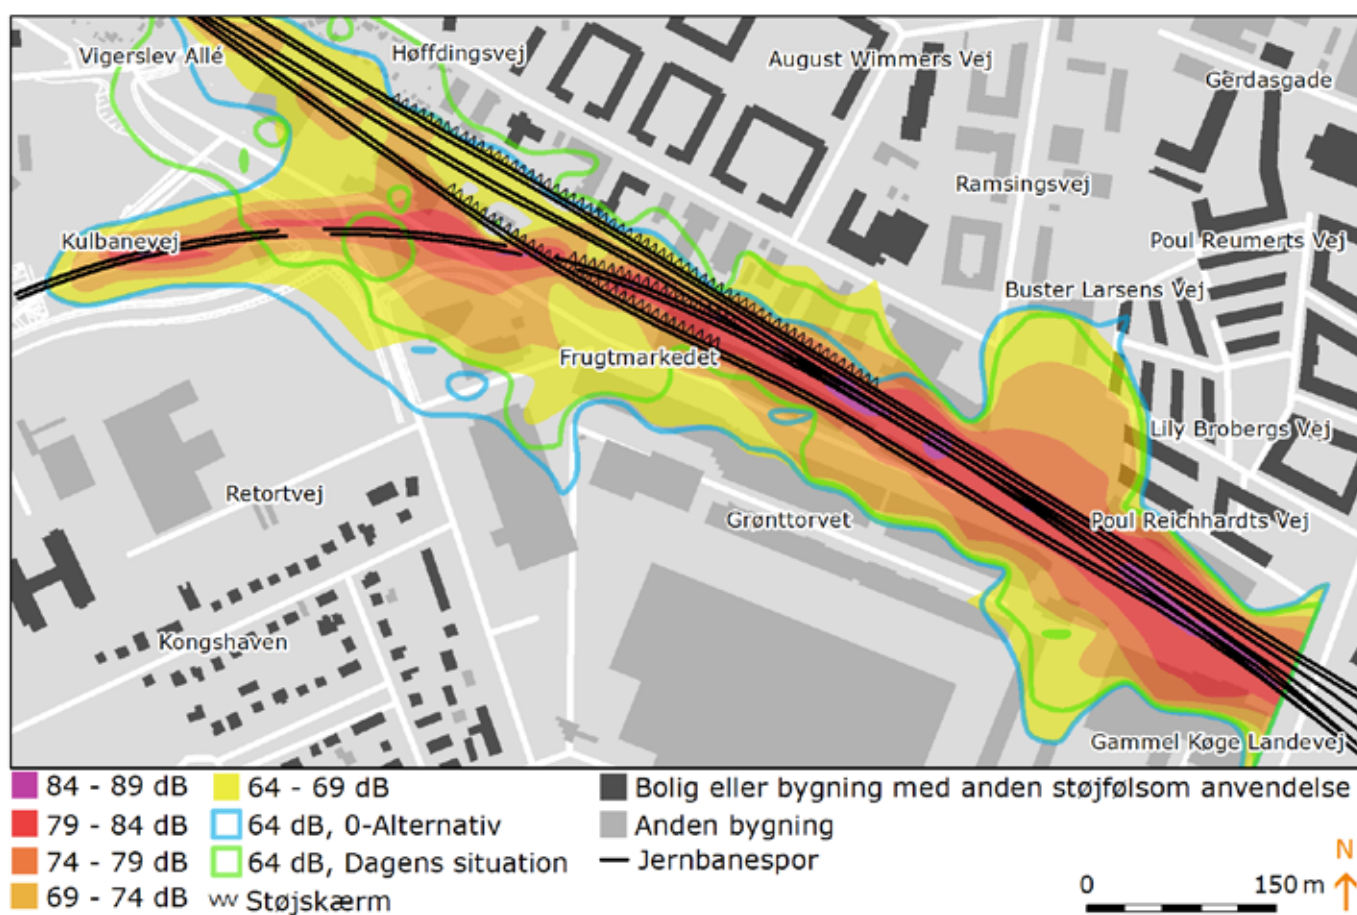 Vigerslev Allé
Høffdingsvej
August Wimmers Vej
Gerdasgade
Ramsingsvej
Kulbanevej
Poul Reumerts Vej
Buster Larsens Vej
Frugtmarkedet
Lily Brobergs Vej
Retortvej
Grønttorvet
Poul Reichhardts Vej
Kongshaven
Gammel Køge Landevej
84 - 89 dB
79 - 84 dB
74 - 79 dB
69 - 74 dB
64 - 69 dB
64 dB, 0-Alternativ
64 dB, Dagens situation
Støjskærm
Bolig eller bygning med anden støjfølsom anvendelse
Anden bygning
Jernbanespor
0 150 m
N